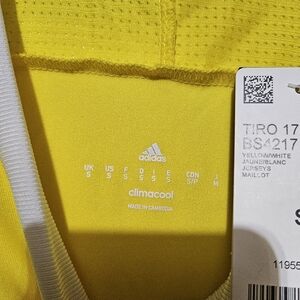 adidas
UK US F D E CDN J
S S S S S S/P M
climacool
MADE IN CAMBODIA
TIRO 17
BS4217
YELLOW/WHITE
JAUNE/BLANC
JERSEYS
MAILLOT
S
11955